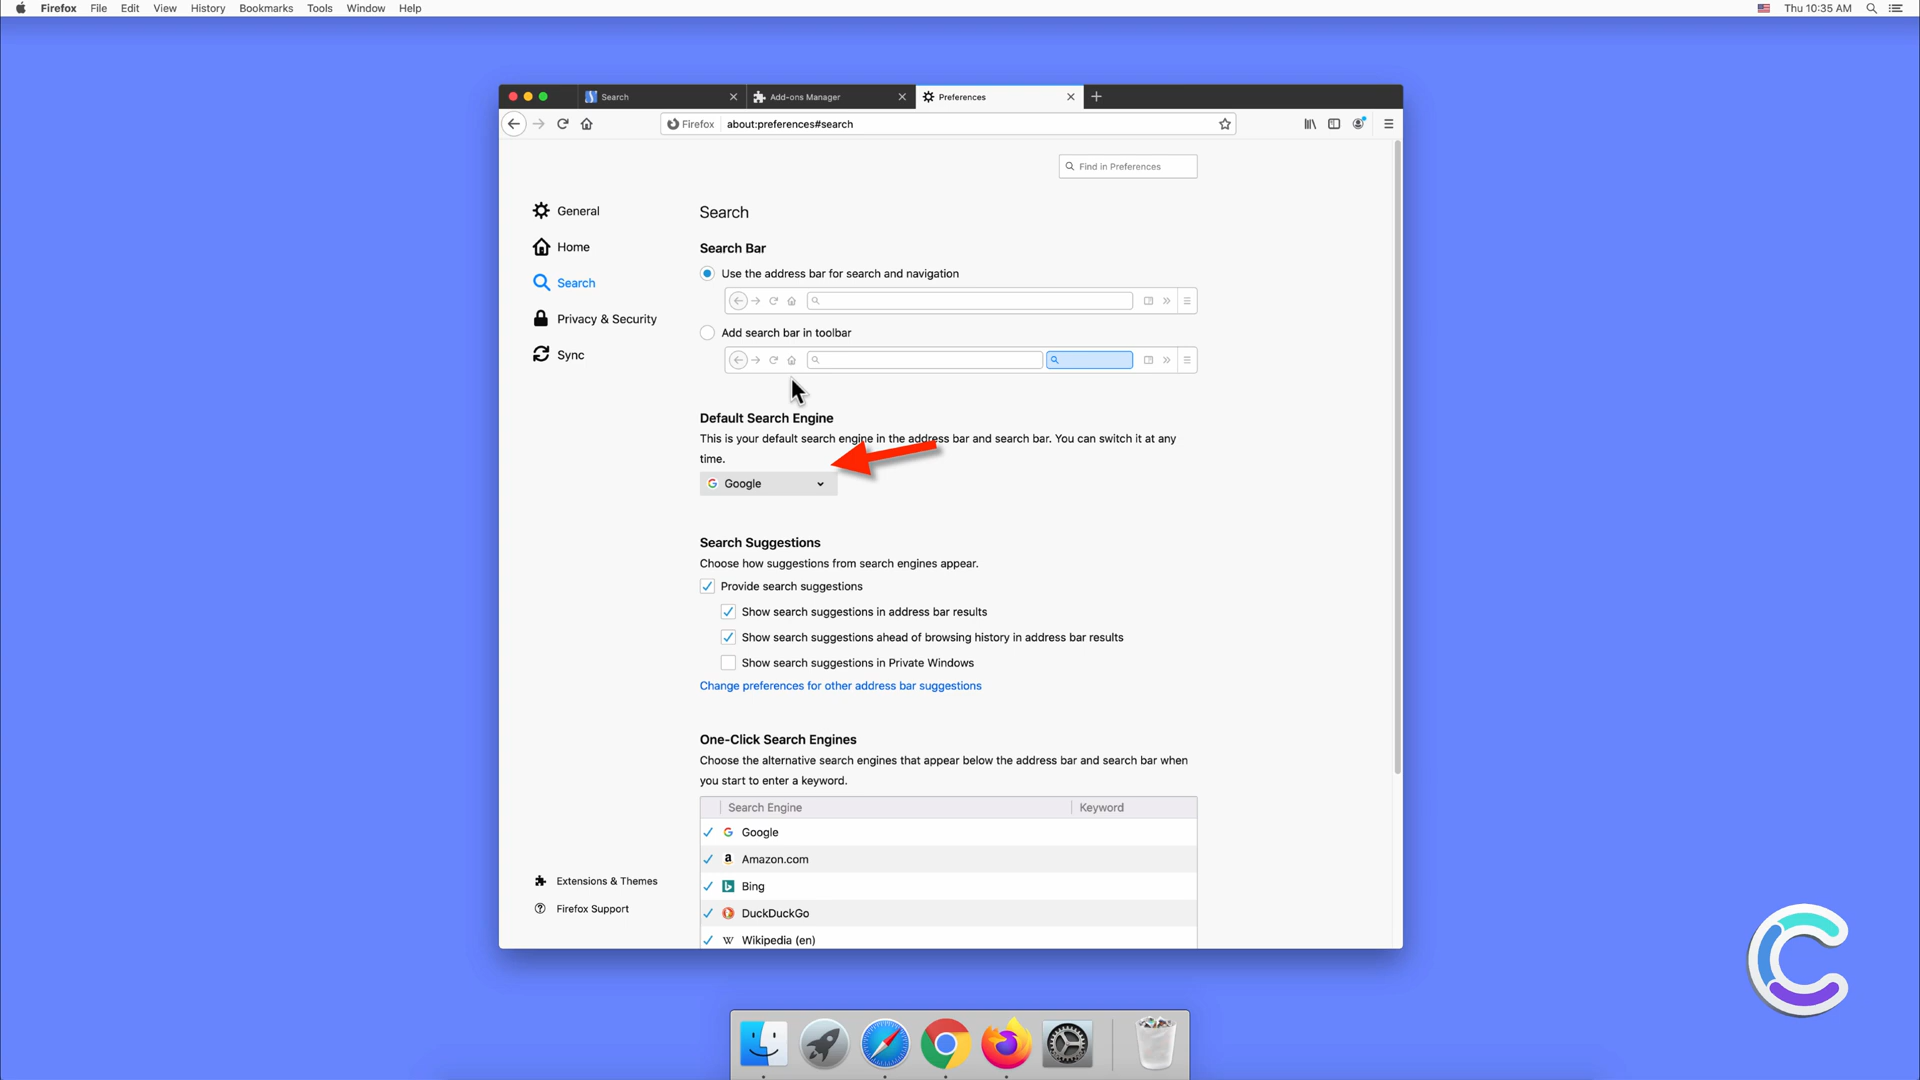 Firefox File Edit View History Bookmarks Tools Window Help
Thu 10:35 AM
Search
Add-ons Manager
Preferences
Firefox
about:preferences#search
Find in Preferences
General
Home
Search
Privacy & Security
Sync
Extensions & Themes
Firefox Support
Search
Search Bar
Use the address bar for search and navigation
Add search bar in toolbar
Default Search Engine
This is your default search engine in the address bar and search bar. You can switch it at any
time.
Google
Search Suggestions
Choose how suggestions from search engines appear.
Provide search suggestions
Show search suggestions in address bar results
Show search suggestions ahead of browsing history in address bar results
Show search suggestions in Private Windows
Change preferences for other address bar suggestions
One-Click Search Engines
Choose the alternative search engines that appear below the address bar and search bar when
you start to enter a keyword.
Search Engine Keyword
Google
Amazon.com
Bing
DuckDuckGo
Wikipedia (en)